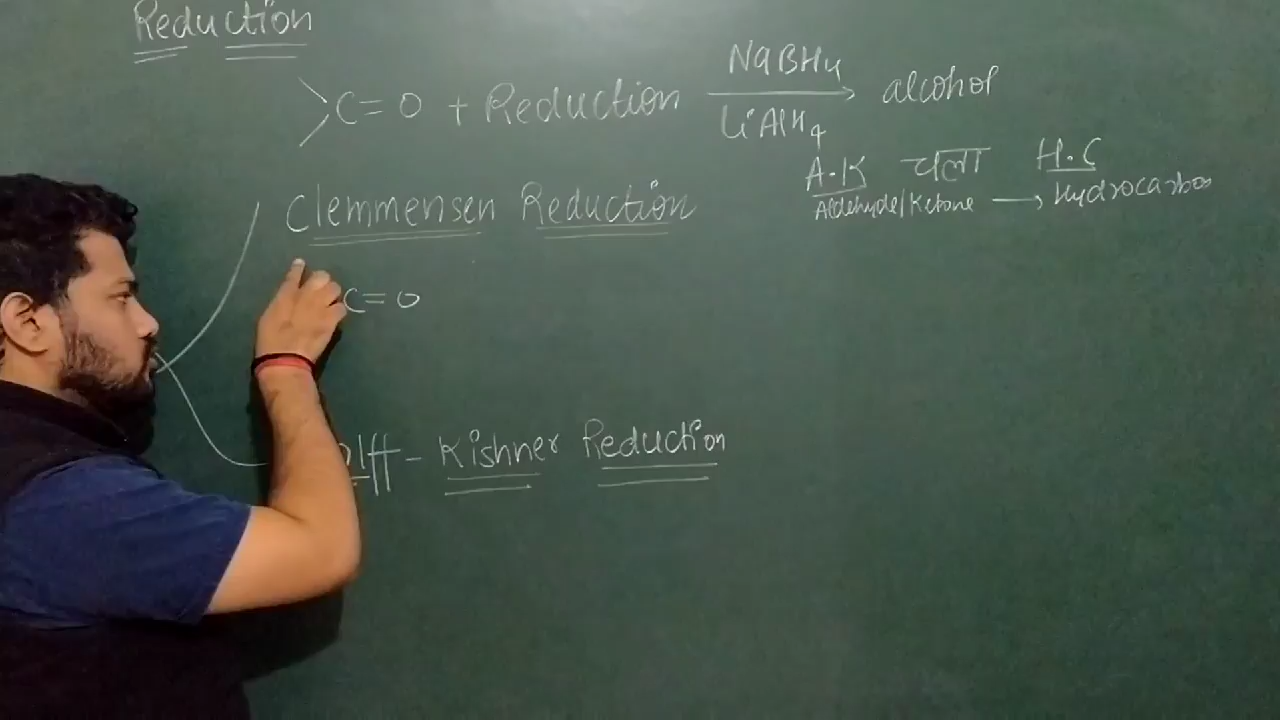 Reduction
C=O + Reduction NaBH4 LiAlH4 alcohol
A.K चला H.C
Aldehyde/Ketone → Hydrocarbon
Clemmensen Reduction
C=O
Kishner Reduction